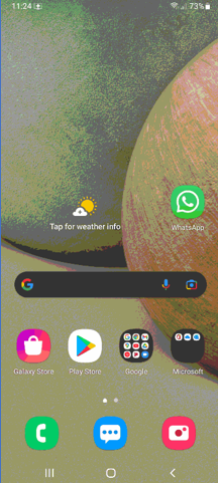 11:24
73%
Tap for weather info
WhatsApp
Galaxy Store
Play Store
Google
Microsoft